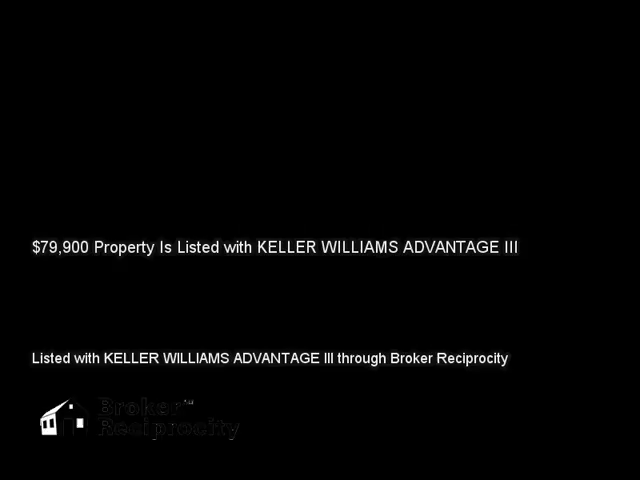 $79,900 Property Is Listed with KELLER WILLIAMS ADVANTAGE III
Listed with KELLER WILLIAMS ADVANTAGE III through Broker Reciprocity
Broker™
Reciprocity